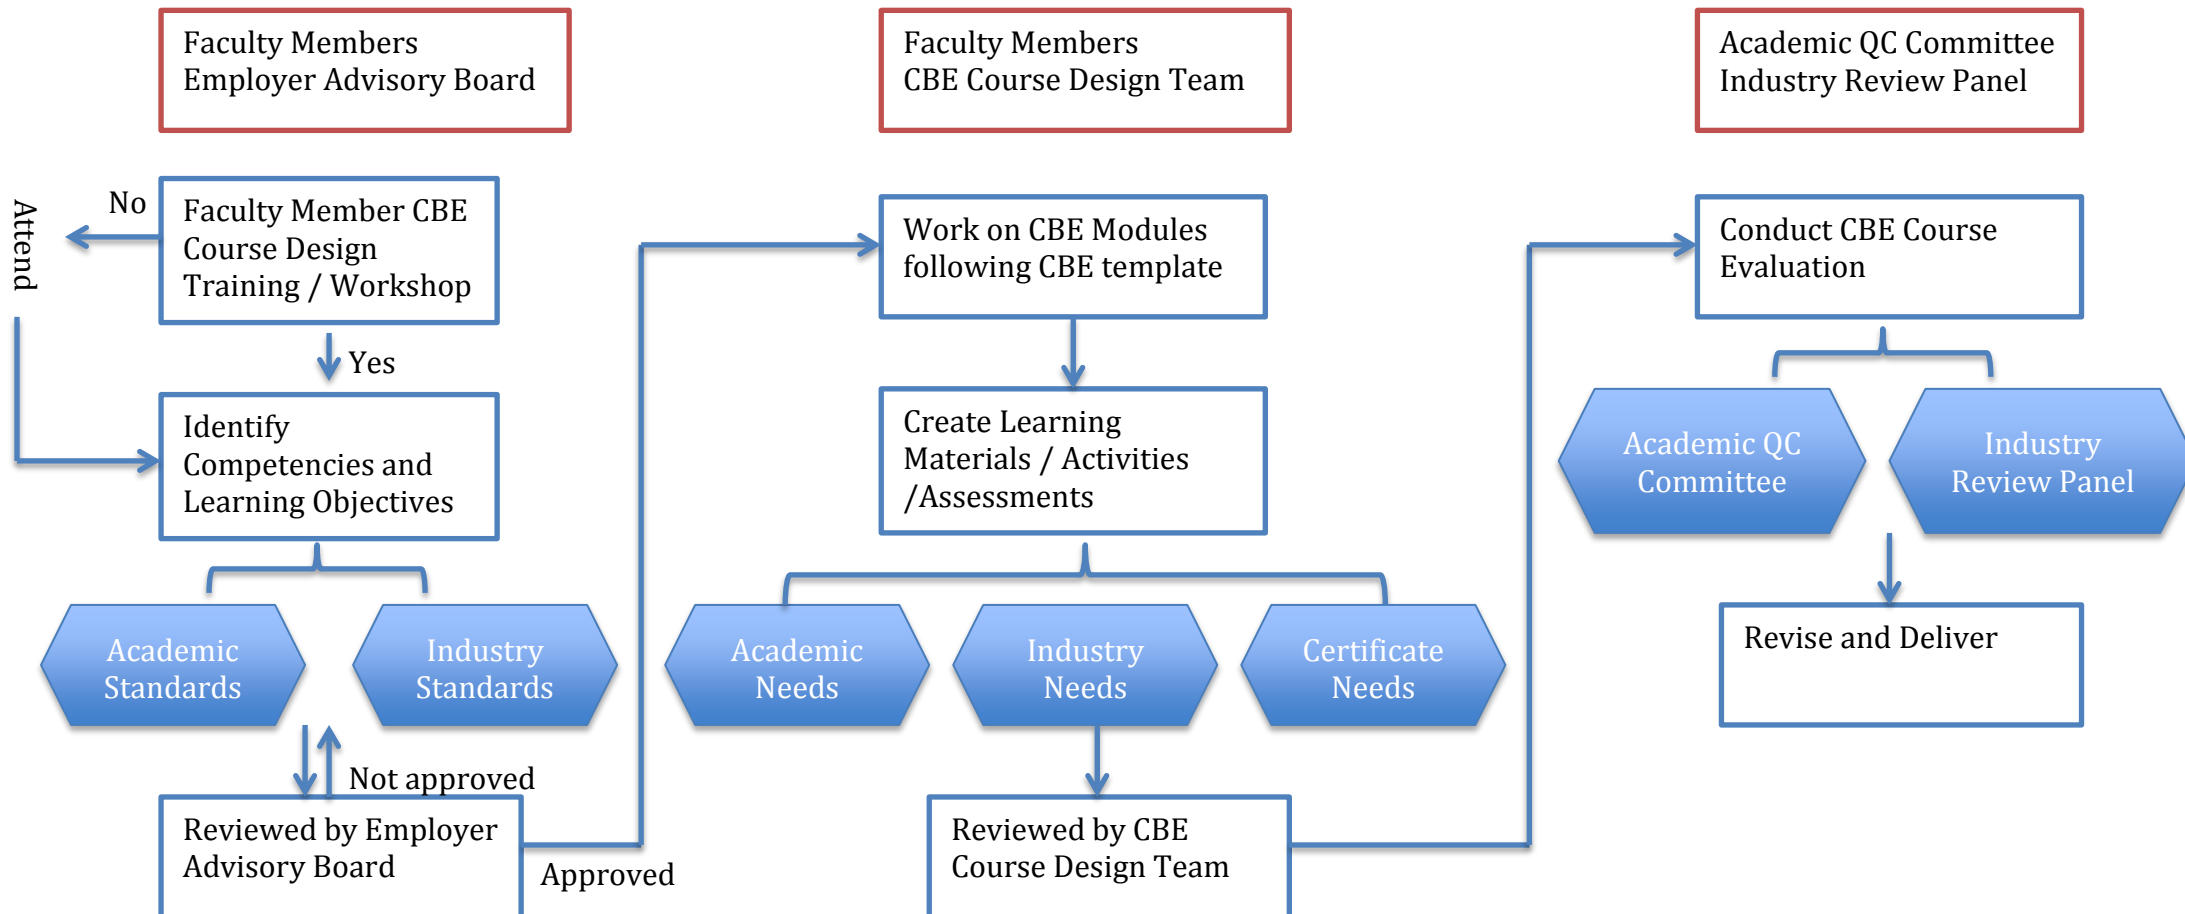 Faculty Members
Employer Advisory Board
Faculty Members
CBE Course Design Team
Academic QC Committee
Industry Review Panel
Attend
No
Faculty Member CBE
Course Design
Training / Workshop
Yes
Identify
Competencies and
Learning Objectives
Academic
Standards
Industry
Standards
Not approved
Reviewed by Employer
Advisory Board
Approved
Work on CBE Modules
following CBE template
Create Learning
Materials / Activities
/Assessments
Academic
Needs
Industry
Needs
Certificate
Needs
Reviewed by CBE
Course Design Team
Conduct CBE Course
Evaluation
Academic QC
Committee
Industry
Review Panel
Revise and Deliver